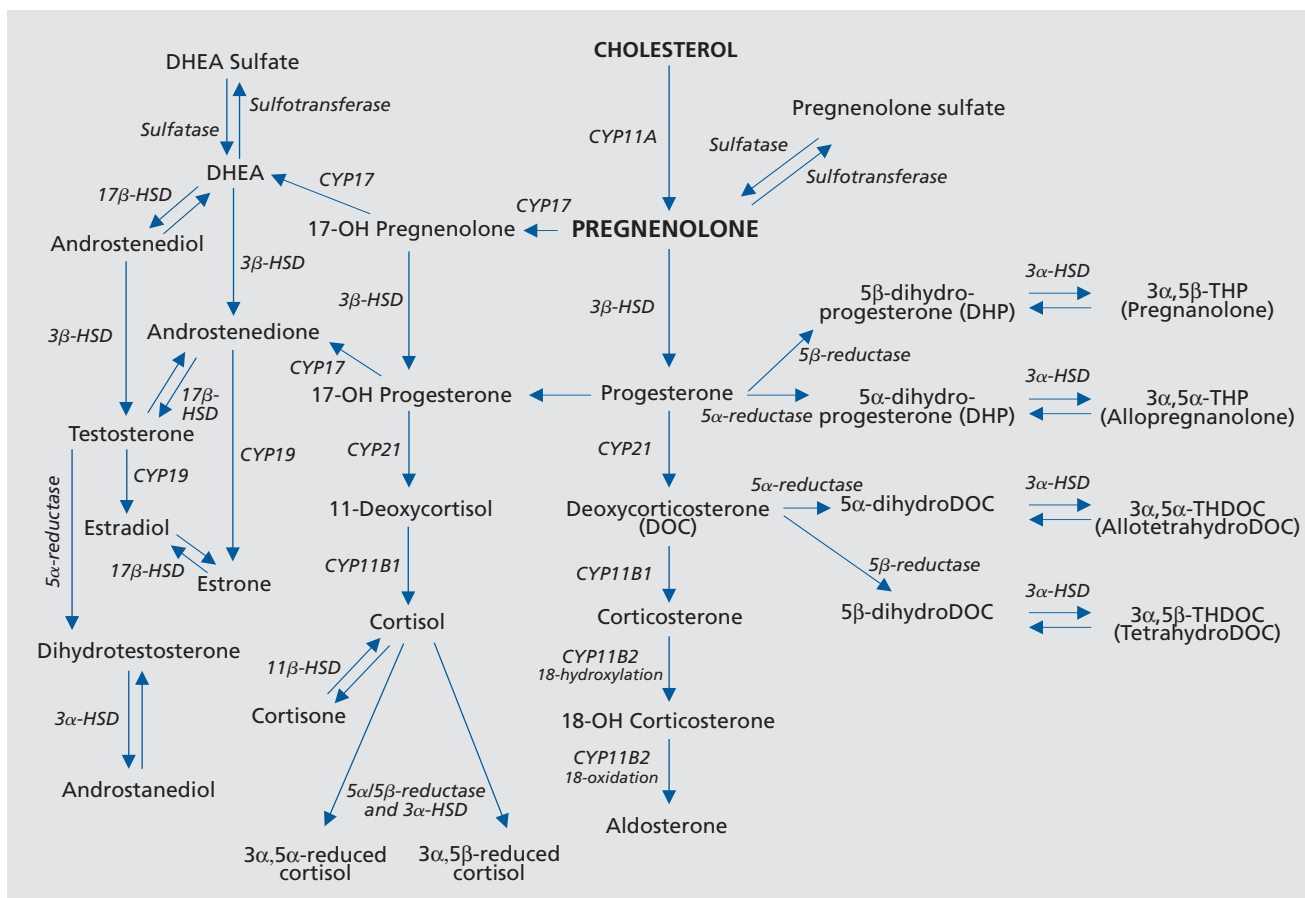 CHOLESTEROL
DHEA Sulfate
Sulfotransferase
Sulfatase
Pregnenolone sulfate
CYP11A
Sulfatase
Sulfotransferase
DHEA
17β-HSD
CYP17
CYP17
Androstenediol
17-OH Pregnenolone
PREGNENOLONE
3β-HSD
3β-HSD
3β-HSD
3β-HSD
5β-dihydro-
progesterone (DHP)
3α-HSD
3α,5β-THP
(Pregnanolone)
Androstenedione
CYP17
5β-reductase
17β-
HSD
17-OH Progesterone
Progesterone
5α-reductase
5α-dihydro-
progesterone (DHP)
3α-HSD
3α,5α-THP
(Allopregnanolone)
Testosterone
CYP19
CYP19
CYP21
CYP21
5α-reductase
Estradiol
17β-HSD
Estrone
11-Deoxycortisol
Deoxycorticosterone
(DOC)
5α-reductase
5α-dihydroDOC
3α-HSD
3α,5α-THDOC
(AllotetrahydroDOC)
CYP11B1
CYP11B1
5β-reductase
5β-dihydroDOC
3α-HSD
3α,5β-THDOC
(TetrahydroDOC)
Cortisol
Corticosterone
Dihydrotestosterone
11β-HSD
CYP11B2
18-hydroxylation
3α-HSD
Cortisone
18-OH Corticosterone
CYP11B2
18-oxidation
Androstanediol
5α/5β-reductase
and 3α-HSD
Aldosterone
3α,5α-reduced
cortisol
3α,5β-reduced
cortisol